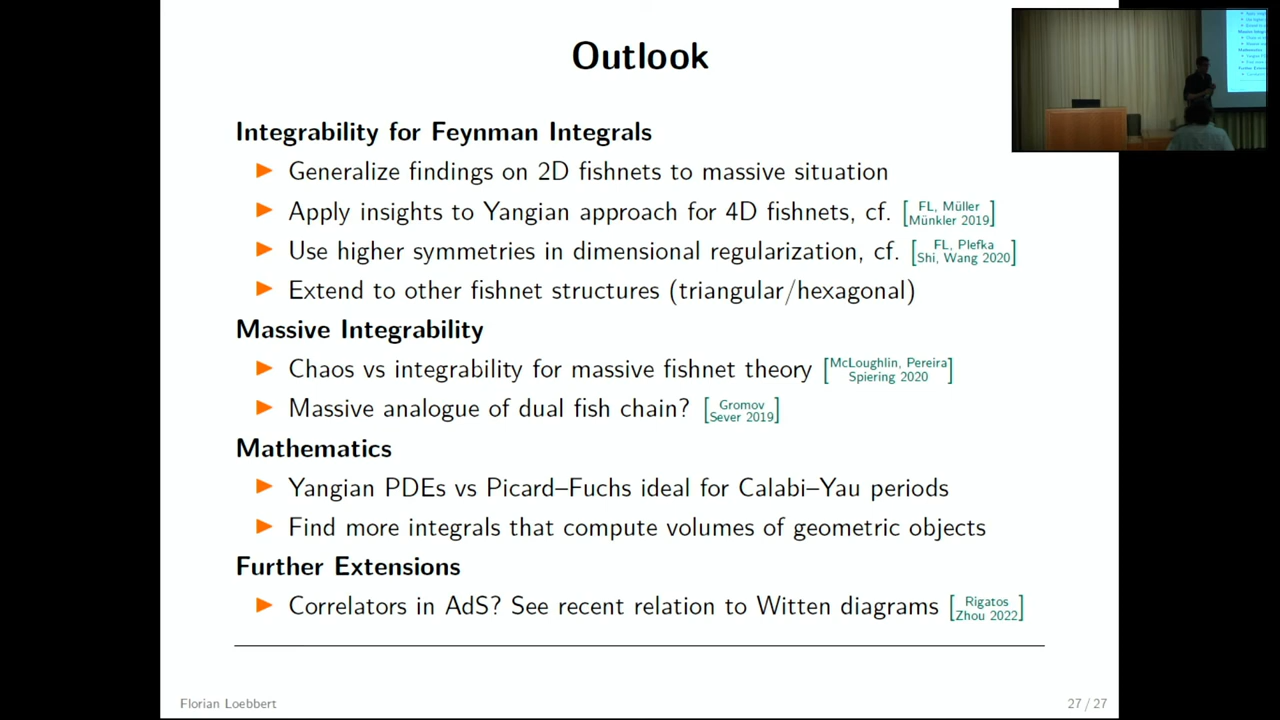 Outlook
Integrability for Feynman Integrals
▶ Generalize findings on 2D fishnets to massive situation
▶ Apply insights to Yangian approach for 4D fishnets, cf. [FL, Müller Münkler 2019]
▶ Use higher symmetries in dimensional regularization, cf. [FL, Plefka Shi, Wang 2020]
▶ Extend to other fishnet structures (triangular/hexagonal)
Massive Integrability
▶ Chaos vs integrability for massive fishnet theory [McLoughlin, Pereira Spiering 2020]
▶ Massive analogue of dual fish chain? [Gromov Sever 2019]
Mathematics
▶ Yangian PDEs vs Picard–Fuchs ideal for Calabi–Yau periods
▶ Find more integrals that compute volumes of geometric objects
Further Extensions
▶ Correlators in AdS? See recent relation to Witten diagrams [Rigatos Zhou 2022]
Florian Loebbert
27 / 27